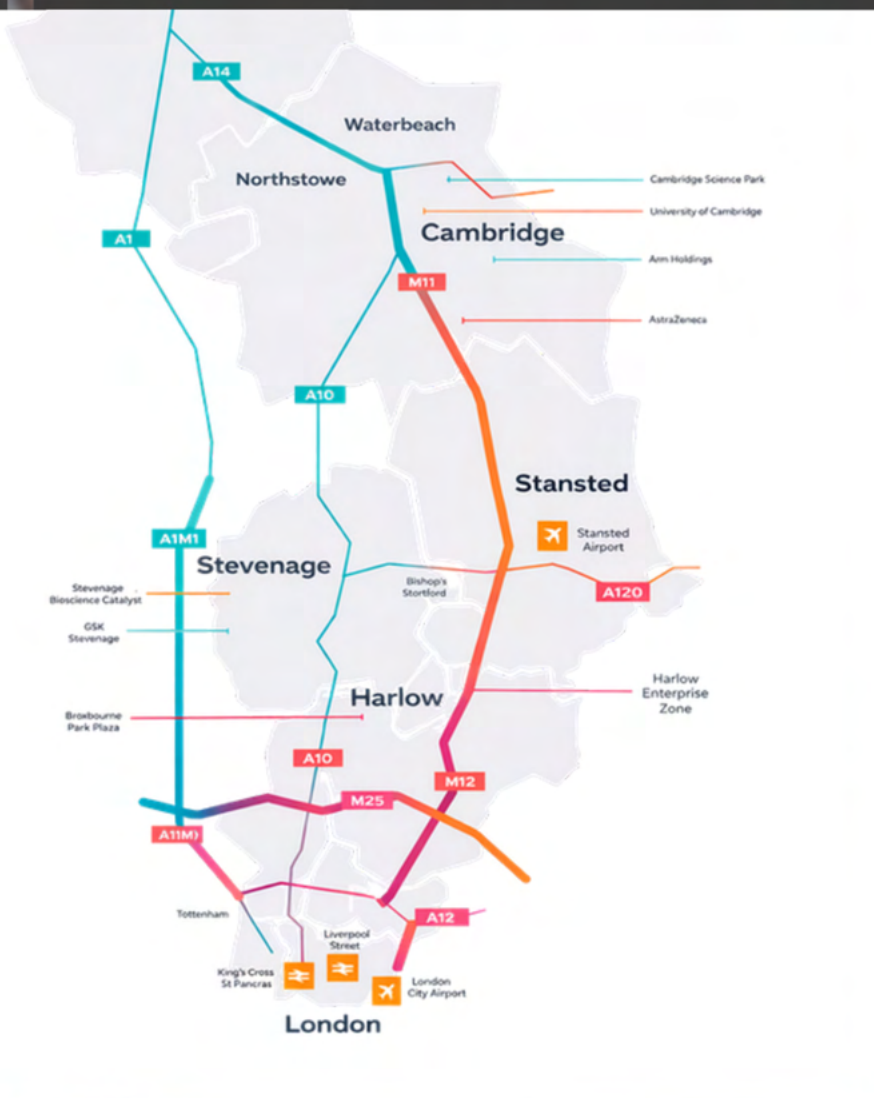 A14
Waterbeach
Northstowe
Cambridge Science Park
University of Cambridge
A1
Cambridge
Arm Holdings
M11
AstraZeneca
A10
Stansted
Stansted
Airport
A1M1
Stevenage
Bishop's
Stortford
A120
Stevenage
Bioscience Catalyst
GSK
Stevenage
Harlow
Harlow
Enterprise
Zone
Broxbourne
Park Plaza
A10
M12
M25
A11M)
Tottenham
A12
Liverpool
Street
King's Cross
St Pancras
London
City Airport
London